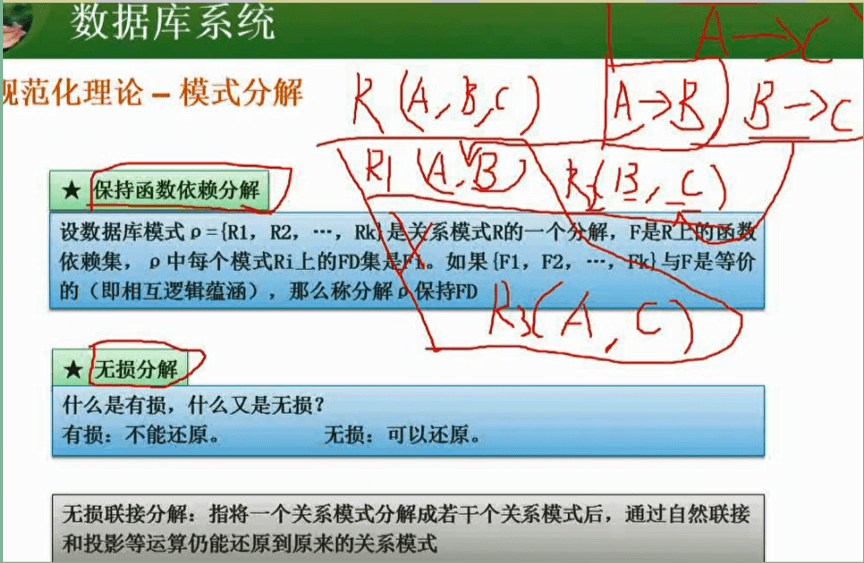 数据库系统
规范化理论 – 模式分解
R (A, B, C)
A→C
A→B
B→C
R1 (A, B)
R2 (B, C)
★ 保持函数依赖分解
设数据库模式ρ={R1, R2, …, Rk}是关系模式R的一个分解, F是R上的函数
依赖集, ρ中每个模式Ri上的FD集是Fi。如果{F1, F2, …, Fk}与F是等价
的（即相互逻辑蕴涵）, 那么称分解ρ保持FD
R3 (A, C)
★ 无损分解
什么是有损, 什么又是无损?
有损: 不能还原。 无损: 可以还原。
无损联接分解: 指将一个关系模式分解成若干个关系模式后, 通过自然联接
和投影等运算仍能还原到原来的关系模式